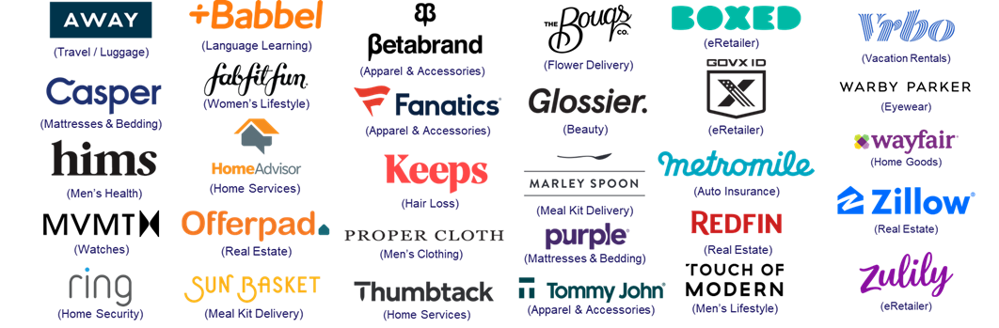 AWAY
(Travel / Luggage)
Casper
(Mattresses & Bedding)
hims
(Men's Health)
MVMT
(Watches)
ring
(Home Security)
+Babbel
(Language Learning)
fabfitfun
(Women's Lifestyle)
HomeAdvisor
(Home Services)
Offerpad
(Real Estate)
SUN BASKET
(Meal Kit Delivery)
βetabrand
(Apparel & Accessories)
Fanatics
(Apparel & Accessories)
Keeps
(Hair Loss)
PROPER CLOTH
(Men's Clothing)
Thumbtack
(Home Services)
THE Bouqs CO.
(Flower Delivery)
Glossier.
(Beauty)
MARLEY SPOON
(Meal Kit Delivery)
purple
(Mattresses & Bedding)
Tommy John
(Apparel & Accessories)
BOXED
(eRetailer)
GOVX ID
(eRetailer)
metromile
(Auto Insurance)
REDFIN
(Real Estate)
TOUCH OF
MODERN
(Men's Lifestyle)
Vrbo
(Vacation Rentals)
WARBY PARKER
(Eyewear)
wayfair
(Home Goods)
Zillow
(Real Estate)
zulily
(eRetailer)